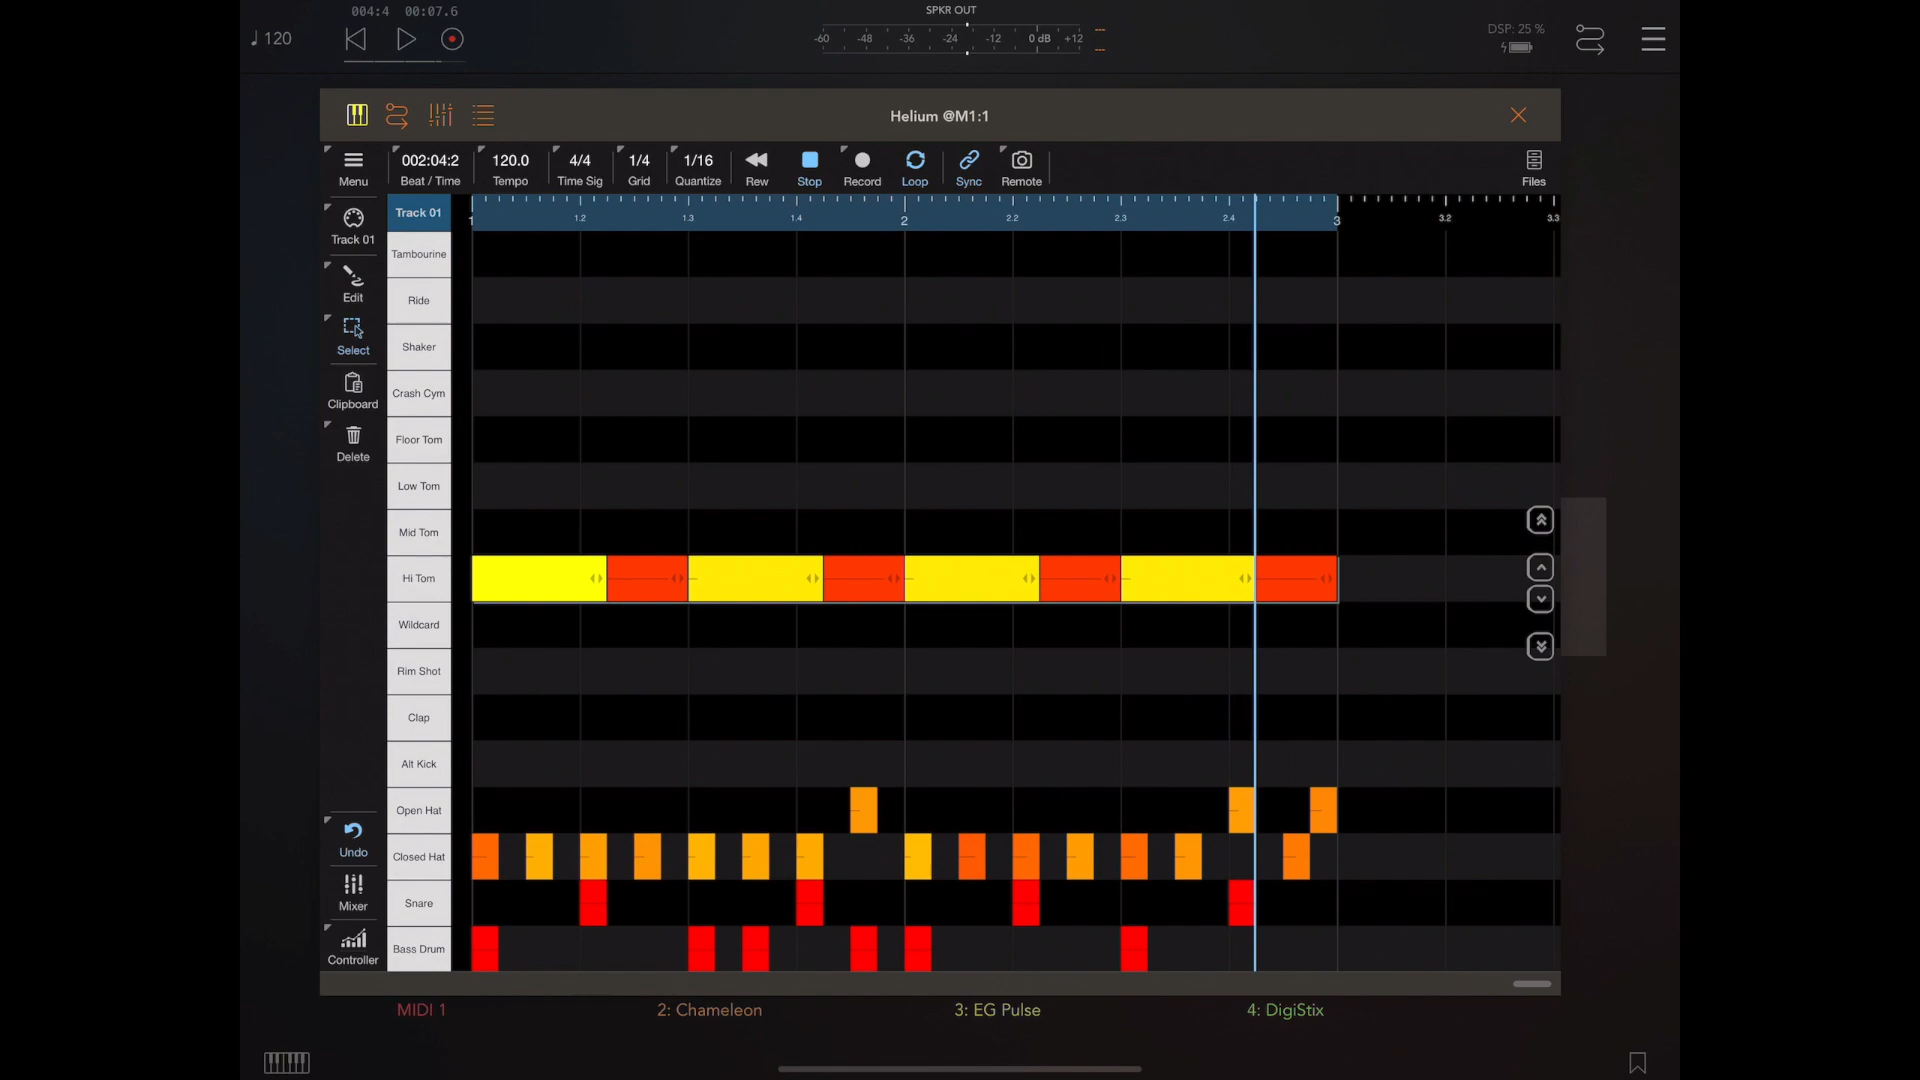 004:4 00:07.6
♩120
SPKR OUT
-60 -48 -36 -24 -12 0 dB +12
DSP: 25 %
Helium @M1:1
Menu
002:04:2 Beat / Time
120.0 Tempo
4/4 Time Sig
1/4 Grid
1/16 Quantize
Rew
Stop
Record
Loop
Sync
Remote
Files
Track 01
Edit
Select
Clipboard
Delete
Undo
Mixer
Controller
Track 01
1 1.2 1.3 1.4 2 2.2 2.3 2.4 3 3.2 3.3
Tambourine
Ride
Shaker
Crash Cym
Floor Tom
Low Tom
Mid Tom
Hi Tom
Wildcard
Rim Shot
Clap
Alt Kick
Open Hat
Closed Hat
Snare
Bass Drum
MIDI 1
2: Chameleon
3: EG Pulse
4: DigiStix